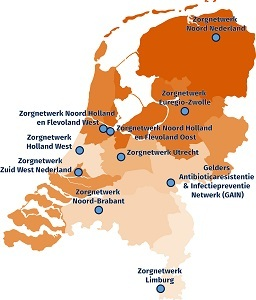 Zorgnetwerk
Noord Nederland
Zorgnetwerk
Euregio-Zwolle
Zorgnetwerk Noord Holland
en Flevoland West
Zorgnetwerk Noord Holland
en Flevoland Oost
Zorgnetwerk
Holland West
Zorgnetwerk Utrecht
Zorgnetwerk
Zuid West Nederland
Gelders
Antibioticaresistentie
& Infectiepreventie
Netwerk (GAIN)
Zorgnetwerk
Noord-Brabant
Zorgnetwerk
Limburg